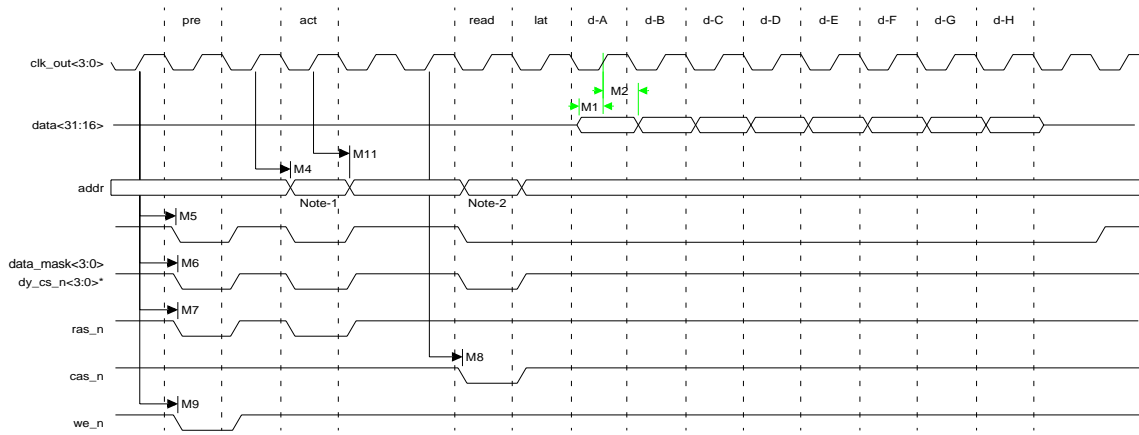 pre act read lat d-A d-B d-C d-D d-E d-F d-G d-H
clk_out<3:0>
M2
M1
data<31:16>
M11
M4
addr
Note-1 Note-2
M5
data_mask<3:0> M6
dy_cs_n<3:0>*
M7
ras_n
M8
cas_n
M9
we_n